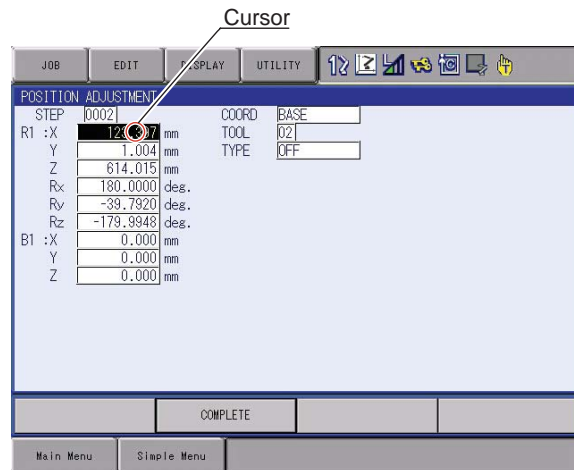 Cursor
JOB EDIT DISPLAY UTILITY
POSITION ADJUSTMENT
STEP 0002 COORD BASE
R1 :X mm TOOL 02
Y 1.004 mm TYPE OFF
Z 614.015 mm
Rx 180.0000 deg.
Ry -39.7920 deg.
Rz -179.9948 deg.
B1 :X 0.000 mm
Y 0.000 mm
Z 0.000 mm
COMPLETE
Main Menu Simple Menu